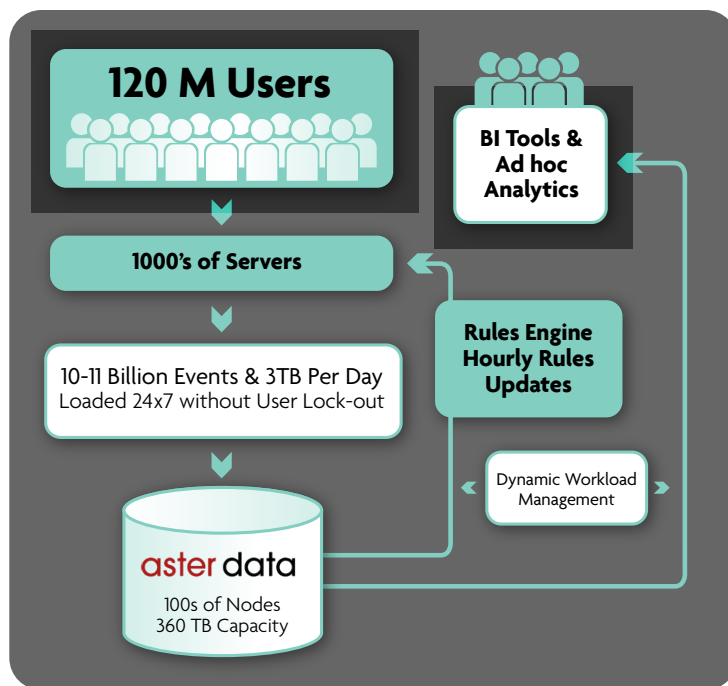 120 M Users
BI Tools &
Ad hoc
Analytics
1000’s of Servers
Rules Engine
Hourly Rules
Updates
10-11 Billion Events & 3TB Per Day
Loaded 24x7 without User Lock-out
Dynamic Workload
Management
aster data
100s of Nodes
360 TB Capacity